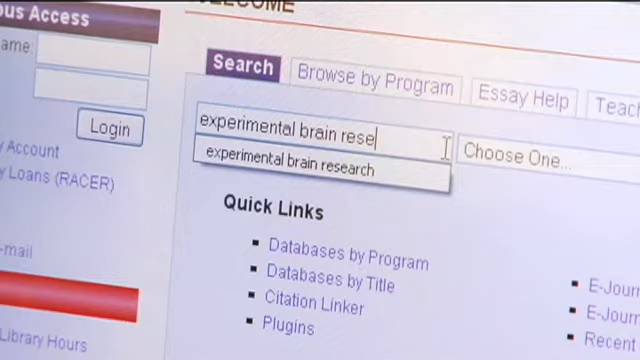 WELCOME
ous Access
ame:
Login
y Account
y Loans (RACER)
-mail
Library Hours
Search
Browse by Program
Essay Help
Teach
experimental brain rese
Choose One...
experimental brain research
Quick Links
Databases by Program
Databases by Title
Citation Linker
Plugins
E-Journ
E-Journ
Recent